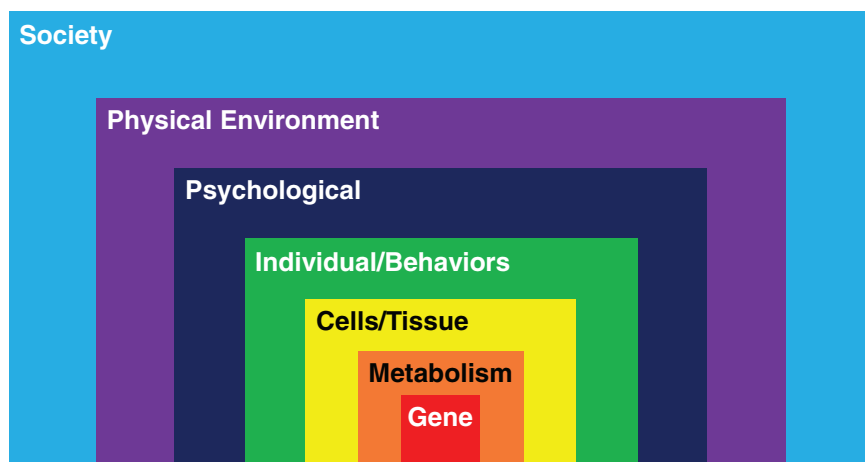 Society
Physical Environment
Psychological
Individual/Behaviors
Cells/Tissue
Metabolism
Gene